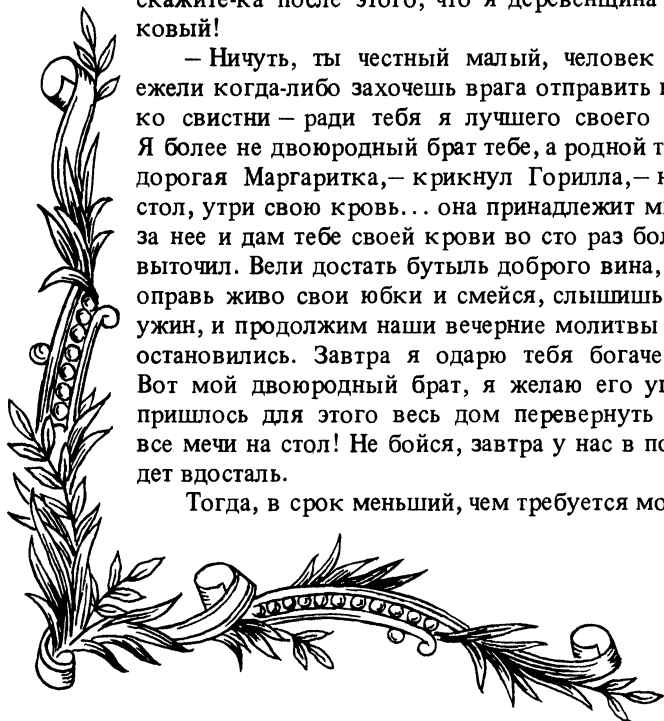 скажите-ка после этого, что я деревенщина
ковый!
— Ничуть, ты честный малый, человек
ежели когда-либо захочешь врага отправить
ко свистни — ради тебя я лучшего своего
Я более не двоюродный брат тебе, а родной
дорогая Маргаритка,— крикнул Горилла,—
стол, утри свою кровь... она принадлежит
за нее и дам тебе своей крови во сто раз
выточил. Вели достать бутыль доброго вина,
оправь живо свои юбки и смейся, слышишь
ужин, и продолжим наши вечерние молитвы
остановились. Завтра я одарю тебя богаче
Вот мой двоюродный брат, я желаю его
пришлось для этого весь дом перевернуть
все мечи на стол! Не бойся, завтра у нас в
дет вдосталь.
Тогда, в срок меньший, чем требуется